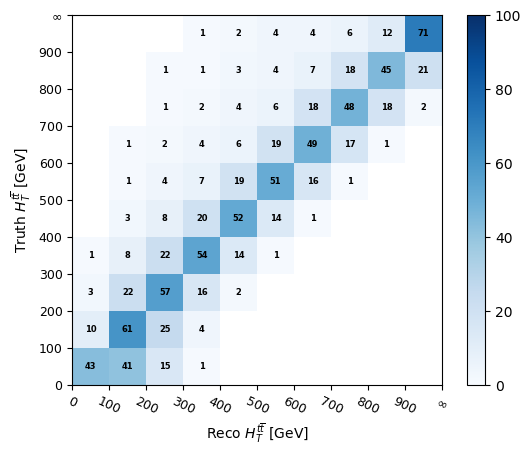 ∞ 1 2 4 4 6 12 71 100
900 1 1 3 4 7 18 45 21
800 1 2 4 6 18 48 18 2 80
700 1 2 4 6 19 49 17 1
600 1 4 7 19 51 16 1 60
500 3 8 20 52 14 1
400 1 8 22 54 14 1 40
300 3 22 57 16 2
200 10 61 25 4 20
100 43 41 15 1
0 0
0 100 200 300 400 500 600 700 800 900 ∞
Truth $H_T^{t\bar{t}}$ [GeV]
Reco $H_T^{t\bar{t}}$ [GeV]